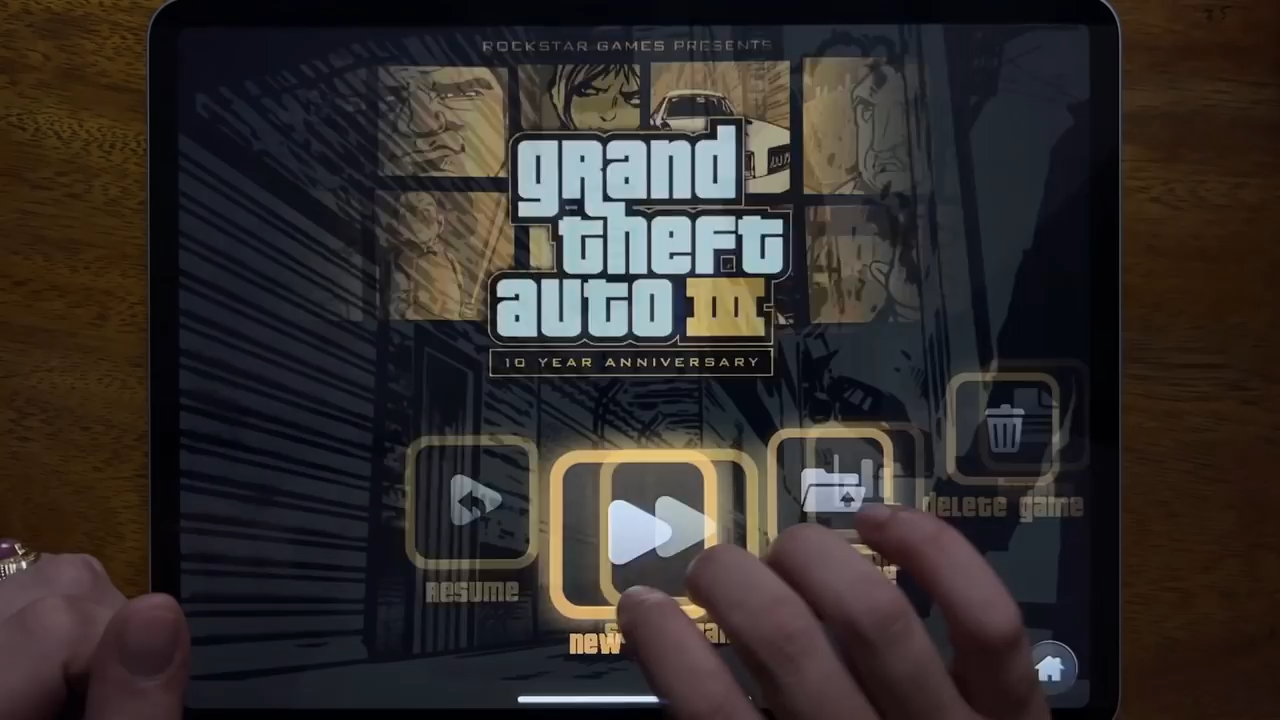 ROCKSTAR GAMES PRESENTS
grand
theft
auto III
10 YEAR ANNIVERSARY
delete game
Resume
new